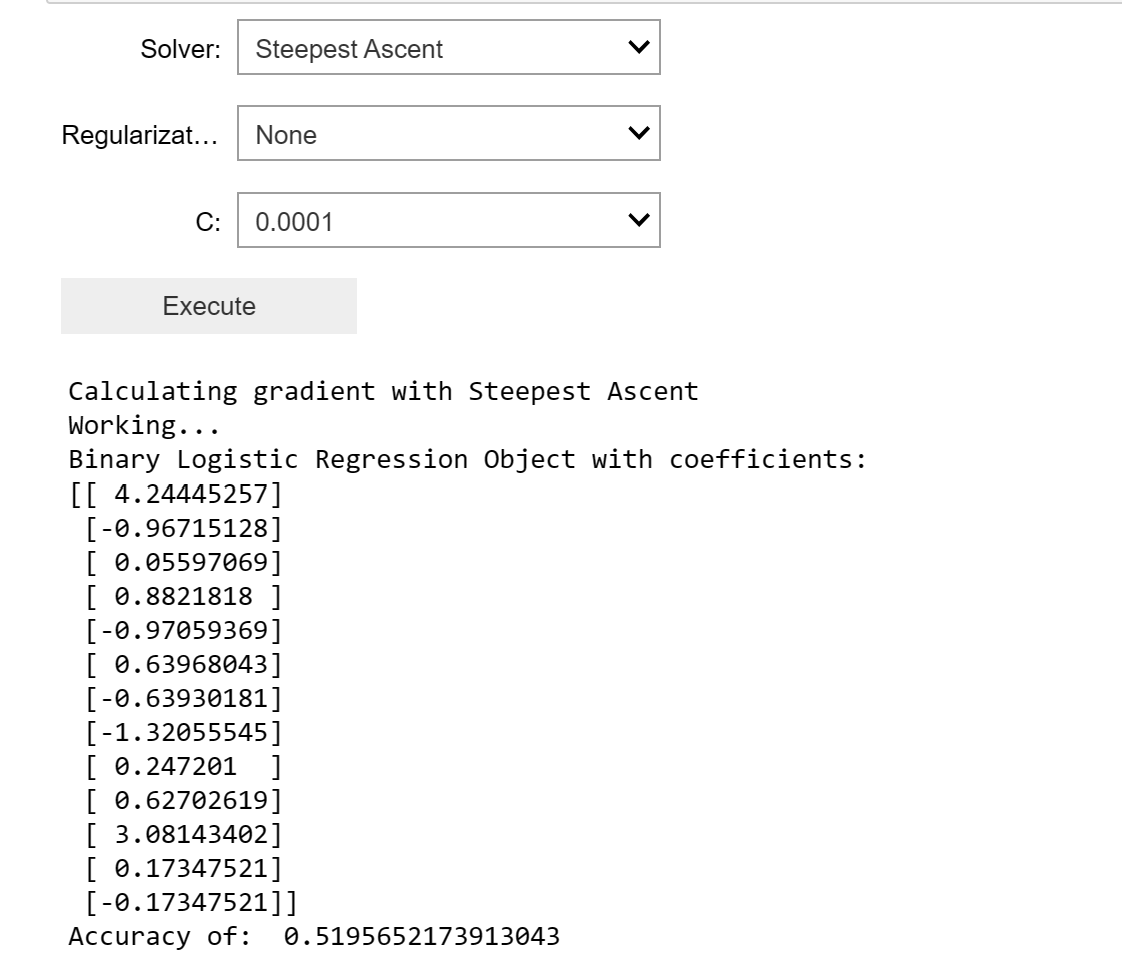 Solver: Steepest Ascent
Regularizat... None
C: 0.0001
Execute
Calculating gradient with Steepest Ascent
Working...
Binary Logistic Regression Object with coefficients:
[[ 4.24445257]
 [-0.96715128]
 [ 0.05597069]
 [ 0.8821818 ]
 [-0.97059369]
 [ 0.63968043]
 [-0.63930181]
 [-1.32055545]
 [ 0.247201  ]
 [ 0.62702619]
 [ 3.08143402]
 [ 0.17347521]
 [-0.17347521]]
Accuracy of:  0.5195652173913043